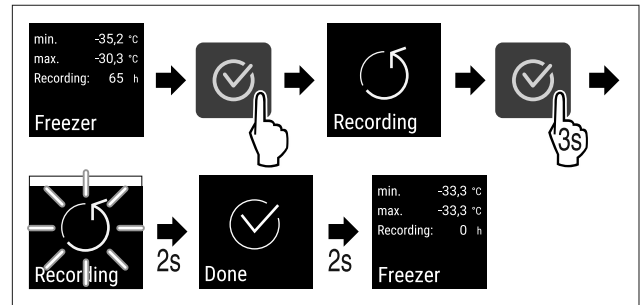 min. -35,2 °C
max. -30,3 °C
Recording: 65 h
Freezer
Recording
3s
Recording
2s
Done
2s
min. -33,3 °C
max. -33,3 °C
Recording: 0 h
Freezer